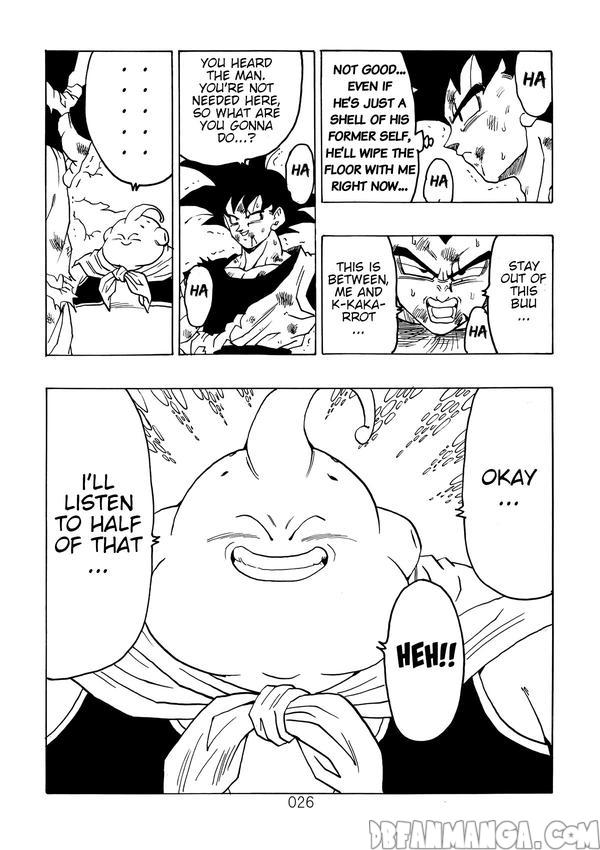 HA
NOT GOOD...
EVEN IF
HE'S JUST A
SHELL OF HIS
FORMER SELF,
HE'LL WIPE THE
FLOOR WITH ME
RIGHT NOW...
HA
STAY
OUT OF
THIS
BUU
...
HA
THIS IS
BETWEEN,
ME AND
K-KAKA-
RROT
...
YOU HEARD
THE MAN.
YOU'RE NOT
NEEDED HERE,
SO WHAT ARE
YOU GONNA
DO...?
HA
HA
. .
. .
. .
. .
. .
OKAY
...
HEH!!
I'LL
LISTEN
TO HALF
OF THAT
...
026
DBFANMANGA.COM